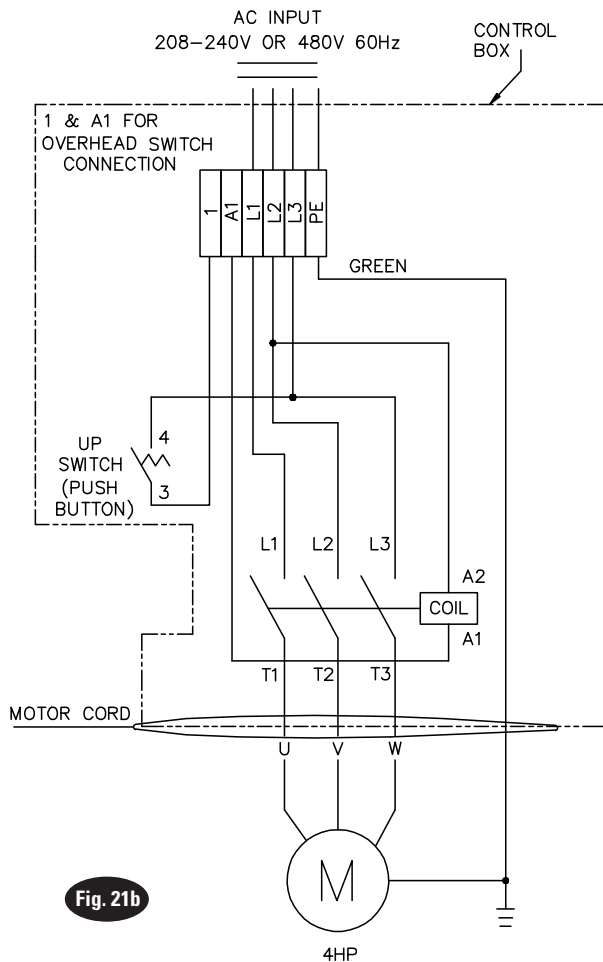 AC INPUT
208-240V OR 480V 60Hz
CONTROL
BOX
1 & A1 FOR
OVERHEAD SWITCH
CONNECTION
1
A1
L1
L2
L3
PE
GREEN
UP
SWITCH
(PUSH
BUTTON)
4
3
L1
L2
L3
A2
COIL
A1
T1
T2
T3
MOTOR CORD
U
V
W
M
4HP
Fig. 21b